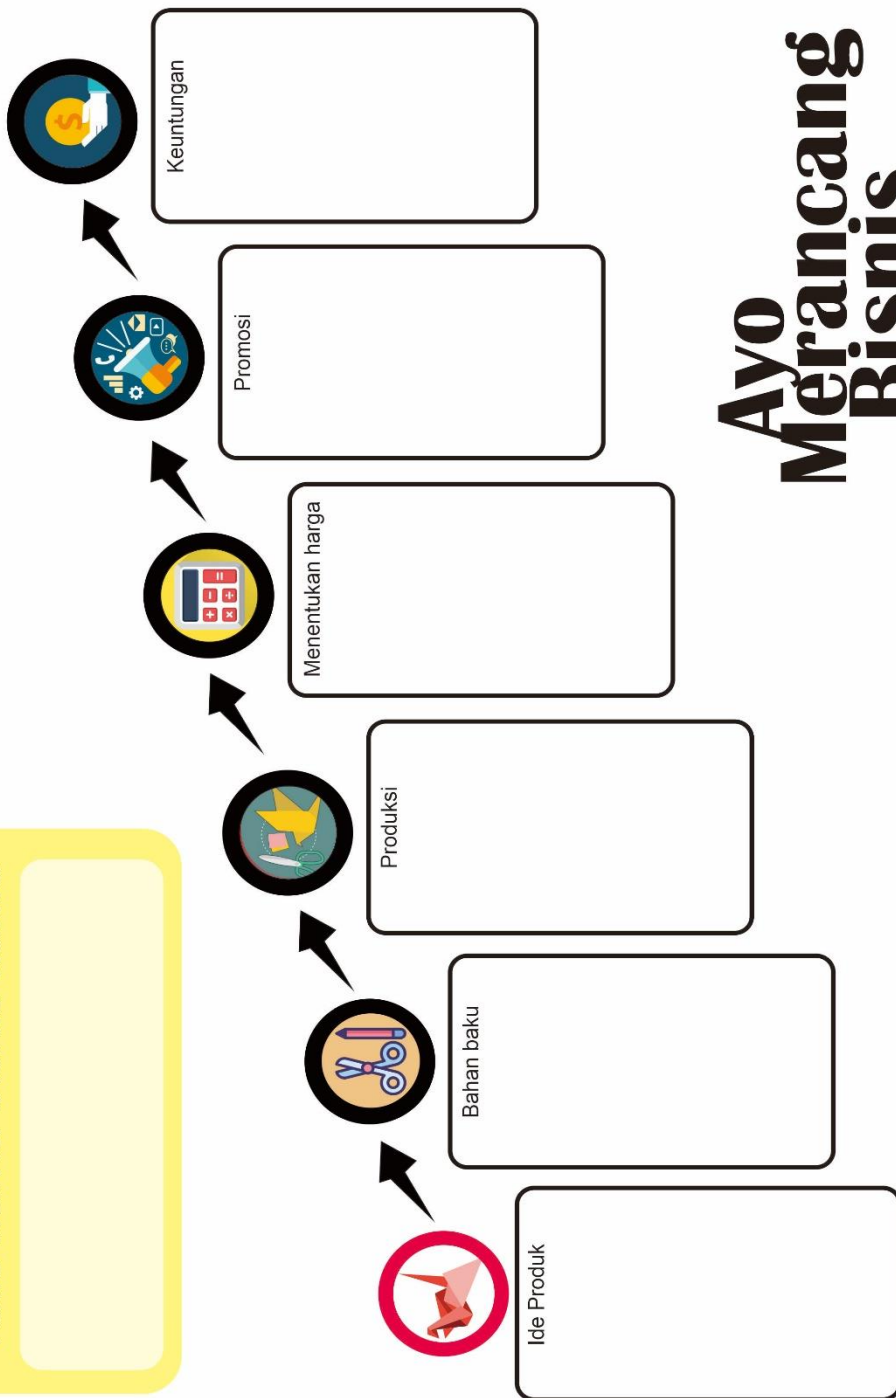 Ide Produk
Bahan baku
Produksi
Menentukan harga
Promosi
Keuntungan
Ayo
Merancang
Bisnis